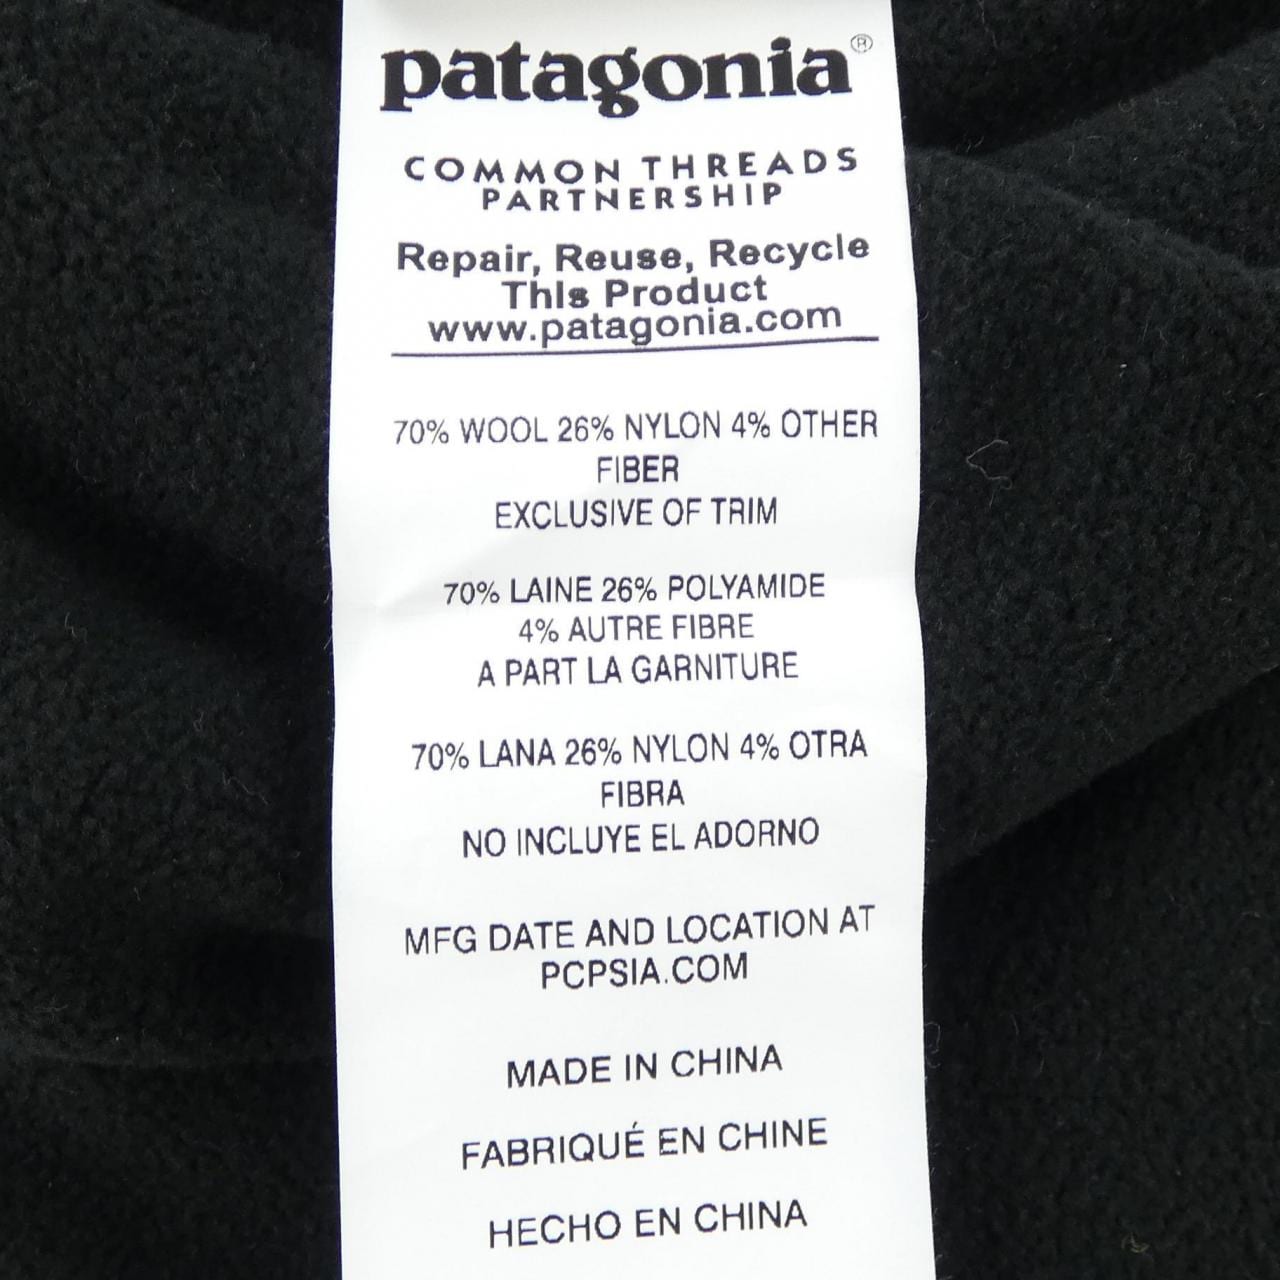 patagonia®
COMMON THREADS
PARTNERSHIP
Repair, Reuse, Recycle
This Product
www.patagonia.com
70% WOOL 26% NYLON 4% OTHER
FIBER
EXCLUSIVE OF TRIM
70% LAINE 26% POLYAMIDE
4% AUTRE FIBRE
A PART LA GARNITURE
70% LANA 26% NYLON 4% OTRA
FIBRA
NO INCLUYE EL ADORNO
MFG DATE AND LOCATION AT
PCPSIA.COM
MADE IN CHINA
FABRIQUÉ EN CHINE
HECHO EN CHINA